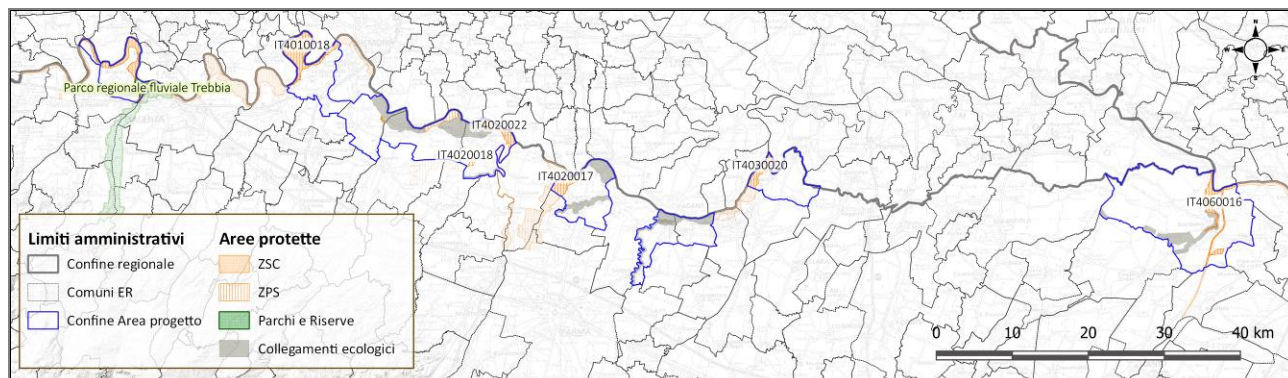 IT4010018
N
Parco regionale fluviale Trebbia
IT4020022
IT4020018
IT4020017
IT4030020
IT4060016
Limiti amministrativi
Confine regionale
Comuni ER
Confine Area progetto
Aree protette
ZSC
ZPS
Parchi e Riserve
Collegamenti ecologici
0 10 20 30 40 km